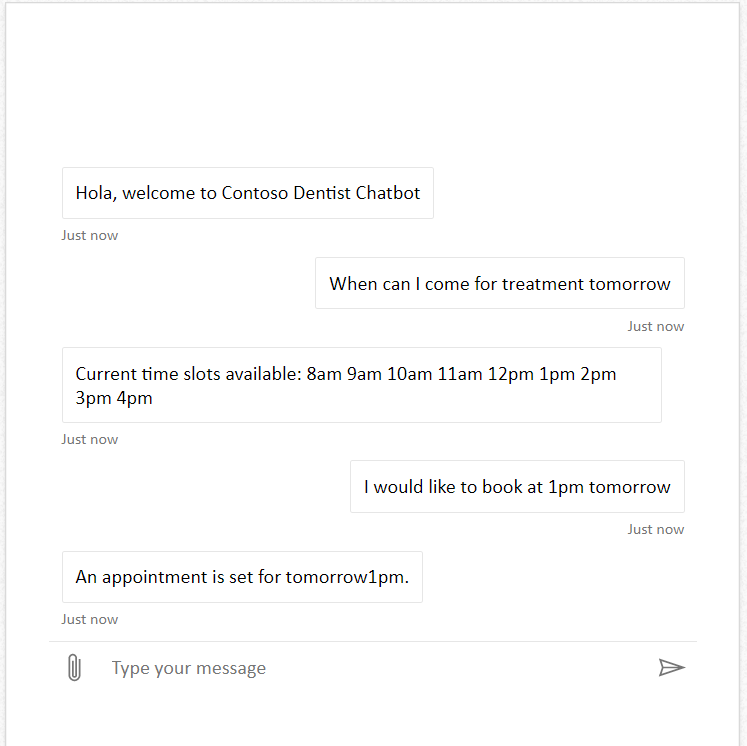 Hola, welcome to Contoso Dentist Chatbot
Just now
When can I come for treatment tomorrow
Just now
Current time slots available: 8am 9am 10am 11am 12pm 1pm 2pm
3pm 4pm
Just now
I would like to book at 1pm tomorrow
Just now
An appointment is set for tomorrow1pm.
Just now
Type your message